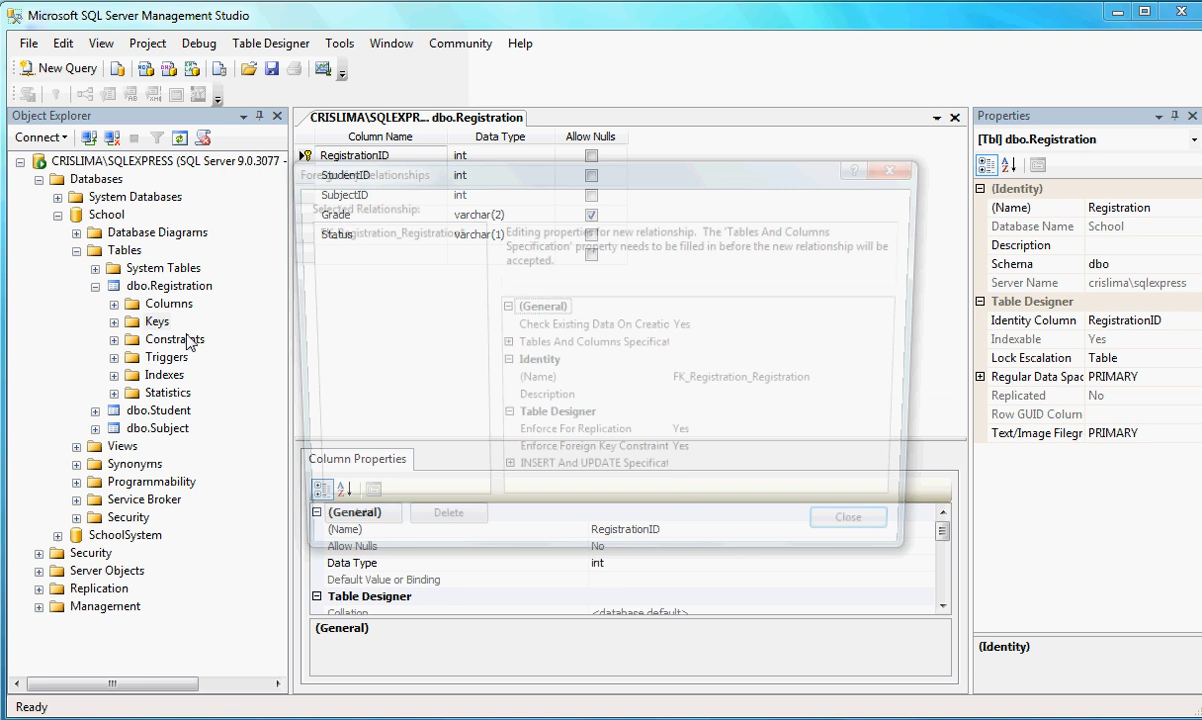 Microsoft SQL Server Management Studio
File Edit View Project Debug Table Designer Tools Window Community Help
New Query
Object Explorer
Connect
CRISLIMA\SQLEXPRESS (SQL Server 9.0.3077 -
Databases
System Databases
School
Database Diagrams
Tables
System Tables
dbo.Registration
Columns
Keys
Constraints
Triggers
Indexes
Statistics
dbo.Student
dbo.Subject
Views
Synonyms
Programmability
Service Broker
Security
SchoolSystem
Security
Server Objects
Replication
Management
CRISLIMA\SQLEXPR... dbo.Registration
Column Name Data Type Allow Nulls
RegistrationID int
StudentID int
SubjectID int
Grade varchar(2)
Status varchar(1)
Foreign Key Relationships
Selected Relationship:
FK_Registration_Registration
Editing properties for new relationship. The 'Tables And Columns
Specification' property needs to be filled in before the new relationship will be
accepted.
(General)
Check Existing Data On Creatio Yes
Tables And Columns Specificat
Identity
(Name) FK_Registration_Registration
Description
Table Designer
Enforce For Replication Yes
Enforce Foreign Key Constraint Yes
INSERT And UPDATE Specificat
Delete
Close
Column Properties
(General)
(Name) RegistrationID
Allow Nulls No
Data Type int
Default Value or Binding
Table Designer
Collation <database default>
(General)
Properties
[Tbl] dbo.Registration
(Identity)
(Name) Registration
Database Name School
Description
Schema dbo
Server Name crislima\sqlexpress
Table Designer
Identity Column RegistrationID
Indexable Yes
Lock Escalation Table
Regular Data Spac PRIMARY
Replicated No
Row GUID Colum
Text/Image Filegr PRIMARY
(Identity)
Ready